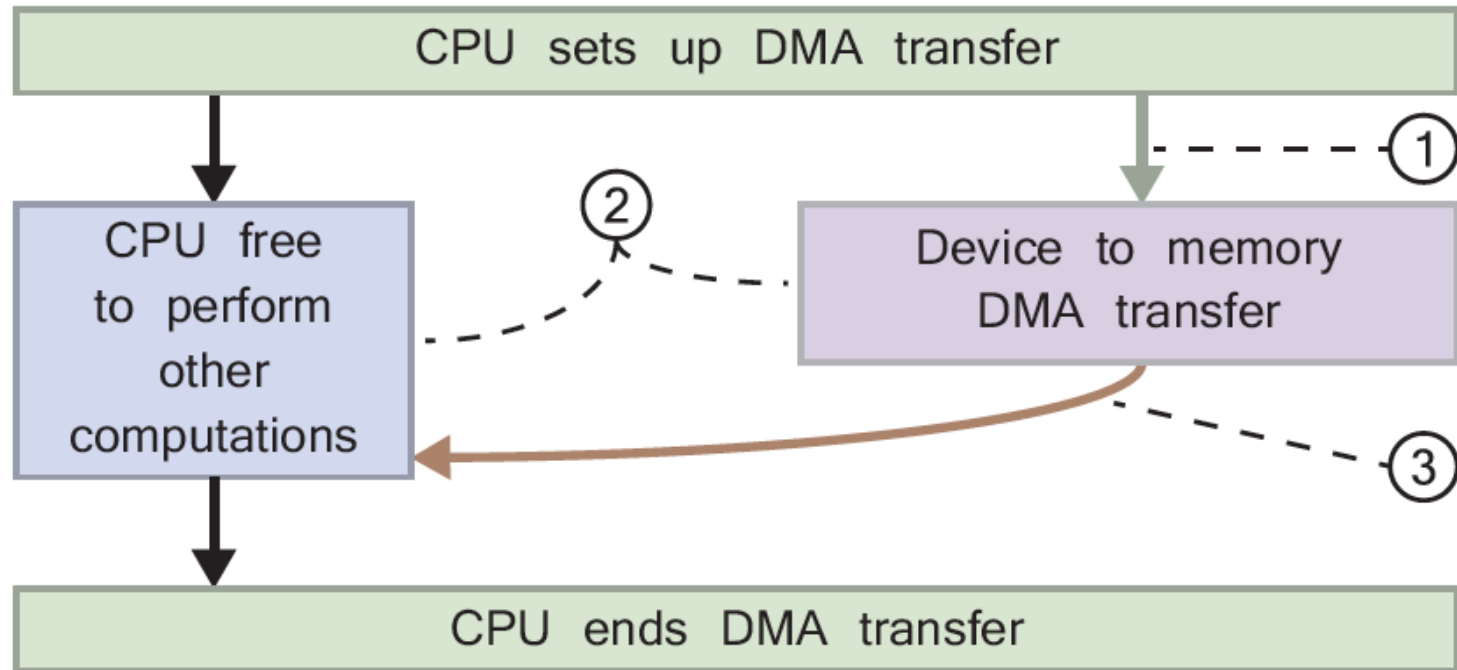 CPU sets up DMA transfer
1
2
CPU free
to perform
other
computations
Device to memory
DMA transfer
3
CPU ends DMA transfer